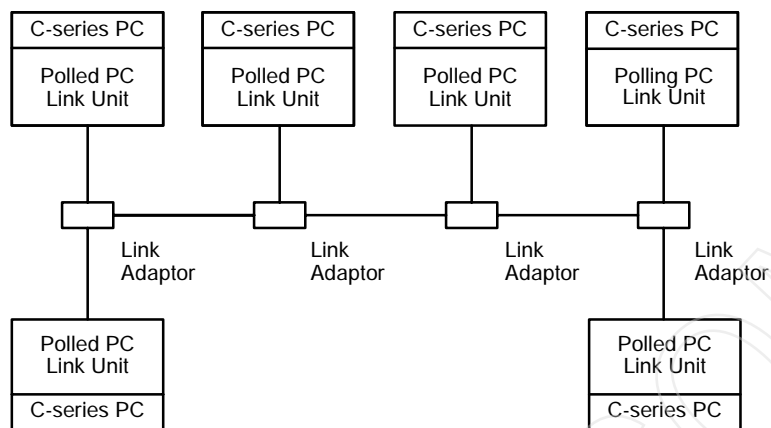 C-series PC
Polled PC
Link Unit
C-series PC
Polled PC
Link Unit
C-series PC
Polled PC
Link Unit
C-series PC
Polling PC
Link Unit
Link
Adaptor
Link
Adaptor
Link
Adaptor
Link
Adaptor
Polled PC
Link Unit
C-series PC
Polled PC
Link Unit
C-series PC